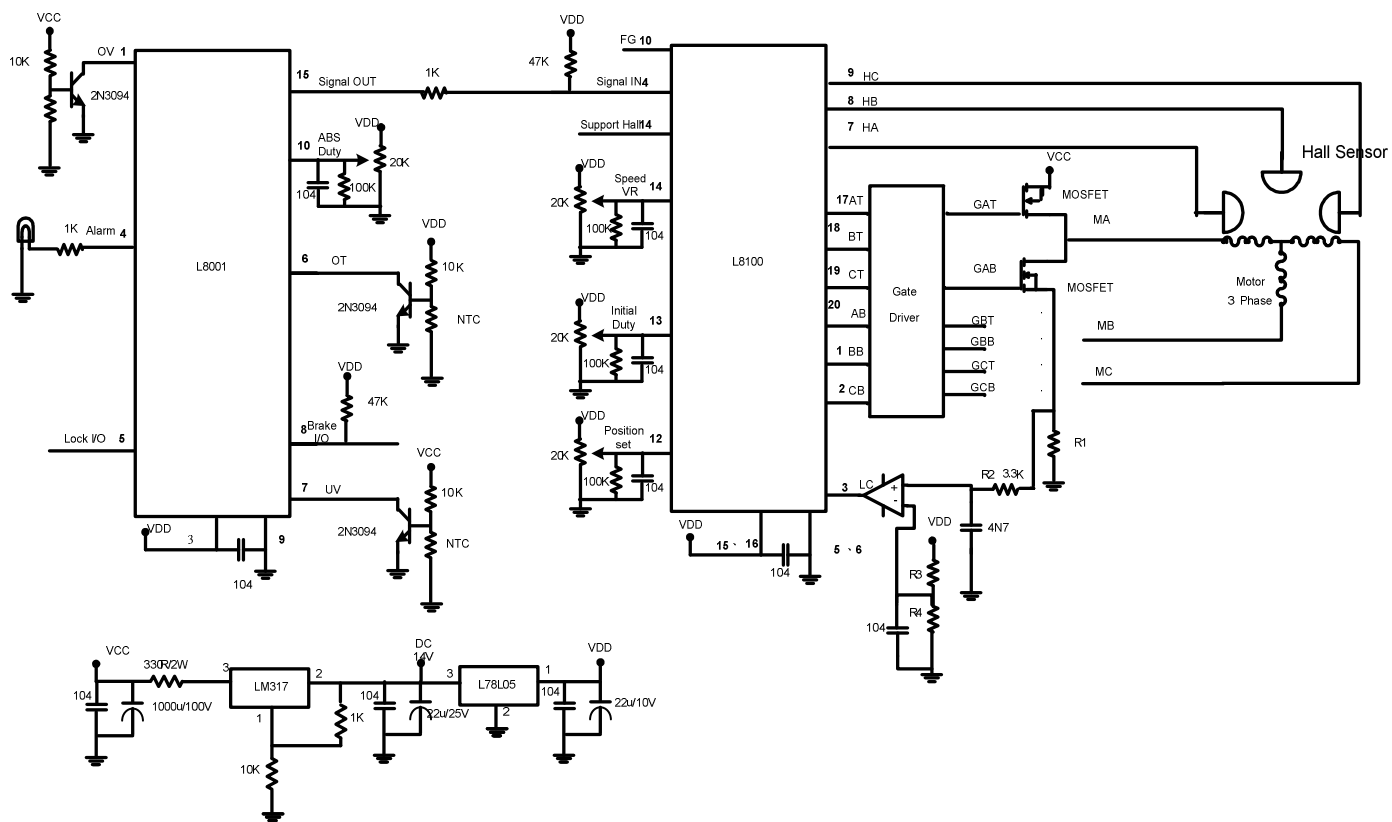 VCC
10K
OV 1
2N3094
15 Signal OUT
1K
VDD
47K
FG 10
Signal IN4
Support Hall14
10 ABS
Duty
VDD
20K
104
100K
1K Alarm 4
L8001
6 OT
VDD
10K
2N3094
NTC
VDD
47K
8Brake
I/O
Lock I/O 5
7 UV
VCC
10K
2N3094
NTC
VDD
3
9
104
VDD
20K
Speed
VR
14
100K
104
VDD
20K
Initial
Duty
13
100K
104
VDD
20K
Position
set
12
100K
104
L8100
VDD
15、16
104
5、6
9 HC
8 HB
7 HA
17AT
18
BT
19
CT
20
AB
1 BB
2 CB
3 LC
Gate
Driver
GAT
GAB
GBT
GBB
GCT
GCB
VCC
MOSFET
MA
MOSFET
Hall Sensor
Motor
3 Phase
MB
MC
R1
R2 3.3K
+
-
4N7
VDD
R3
R4
104
VCC
104
330R/2W
1000u/100V
3
LM317
2
1
1K
10K
104
DC
14V
22u/25V
3
L78L05
1
2
104
VDD
22u/10V